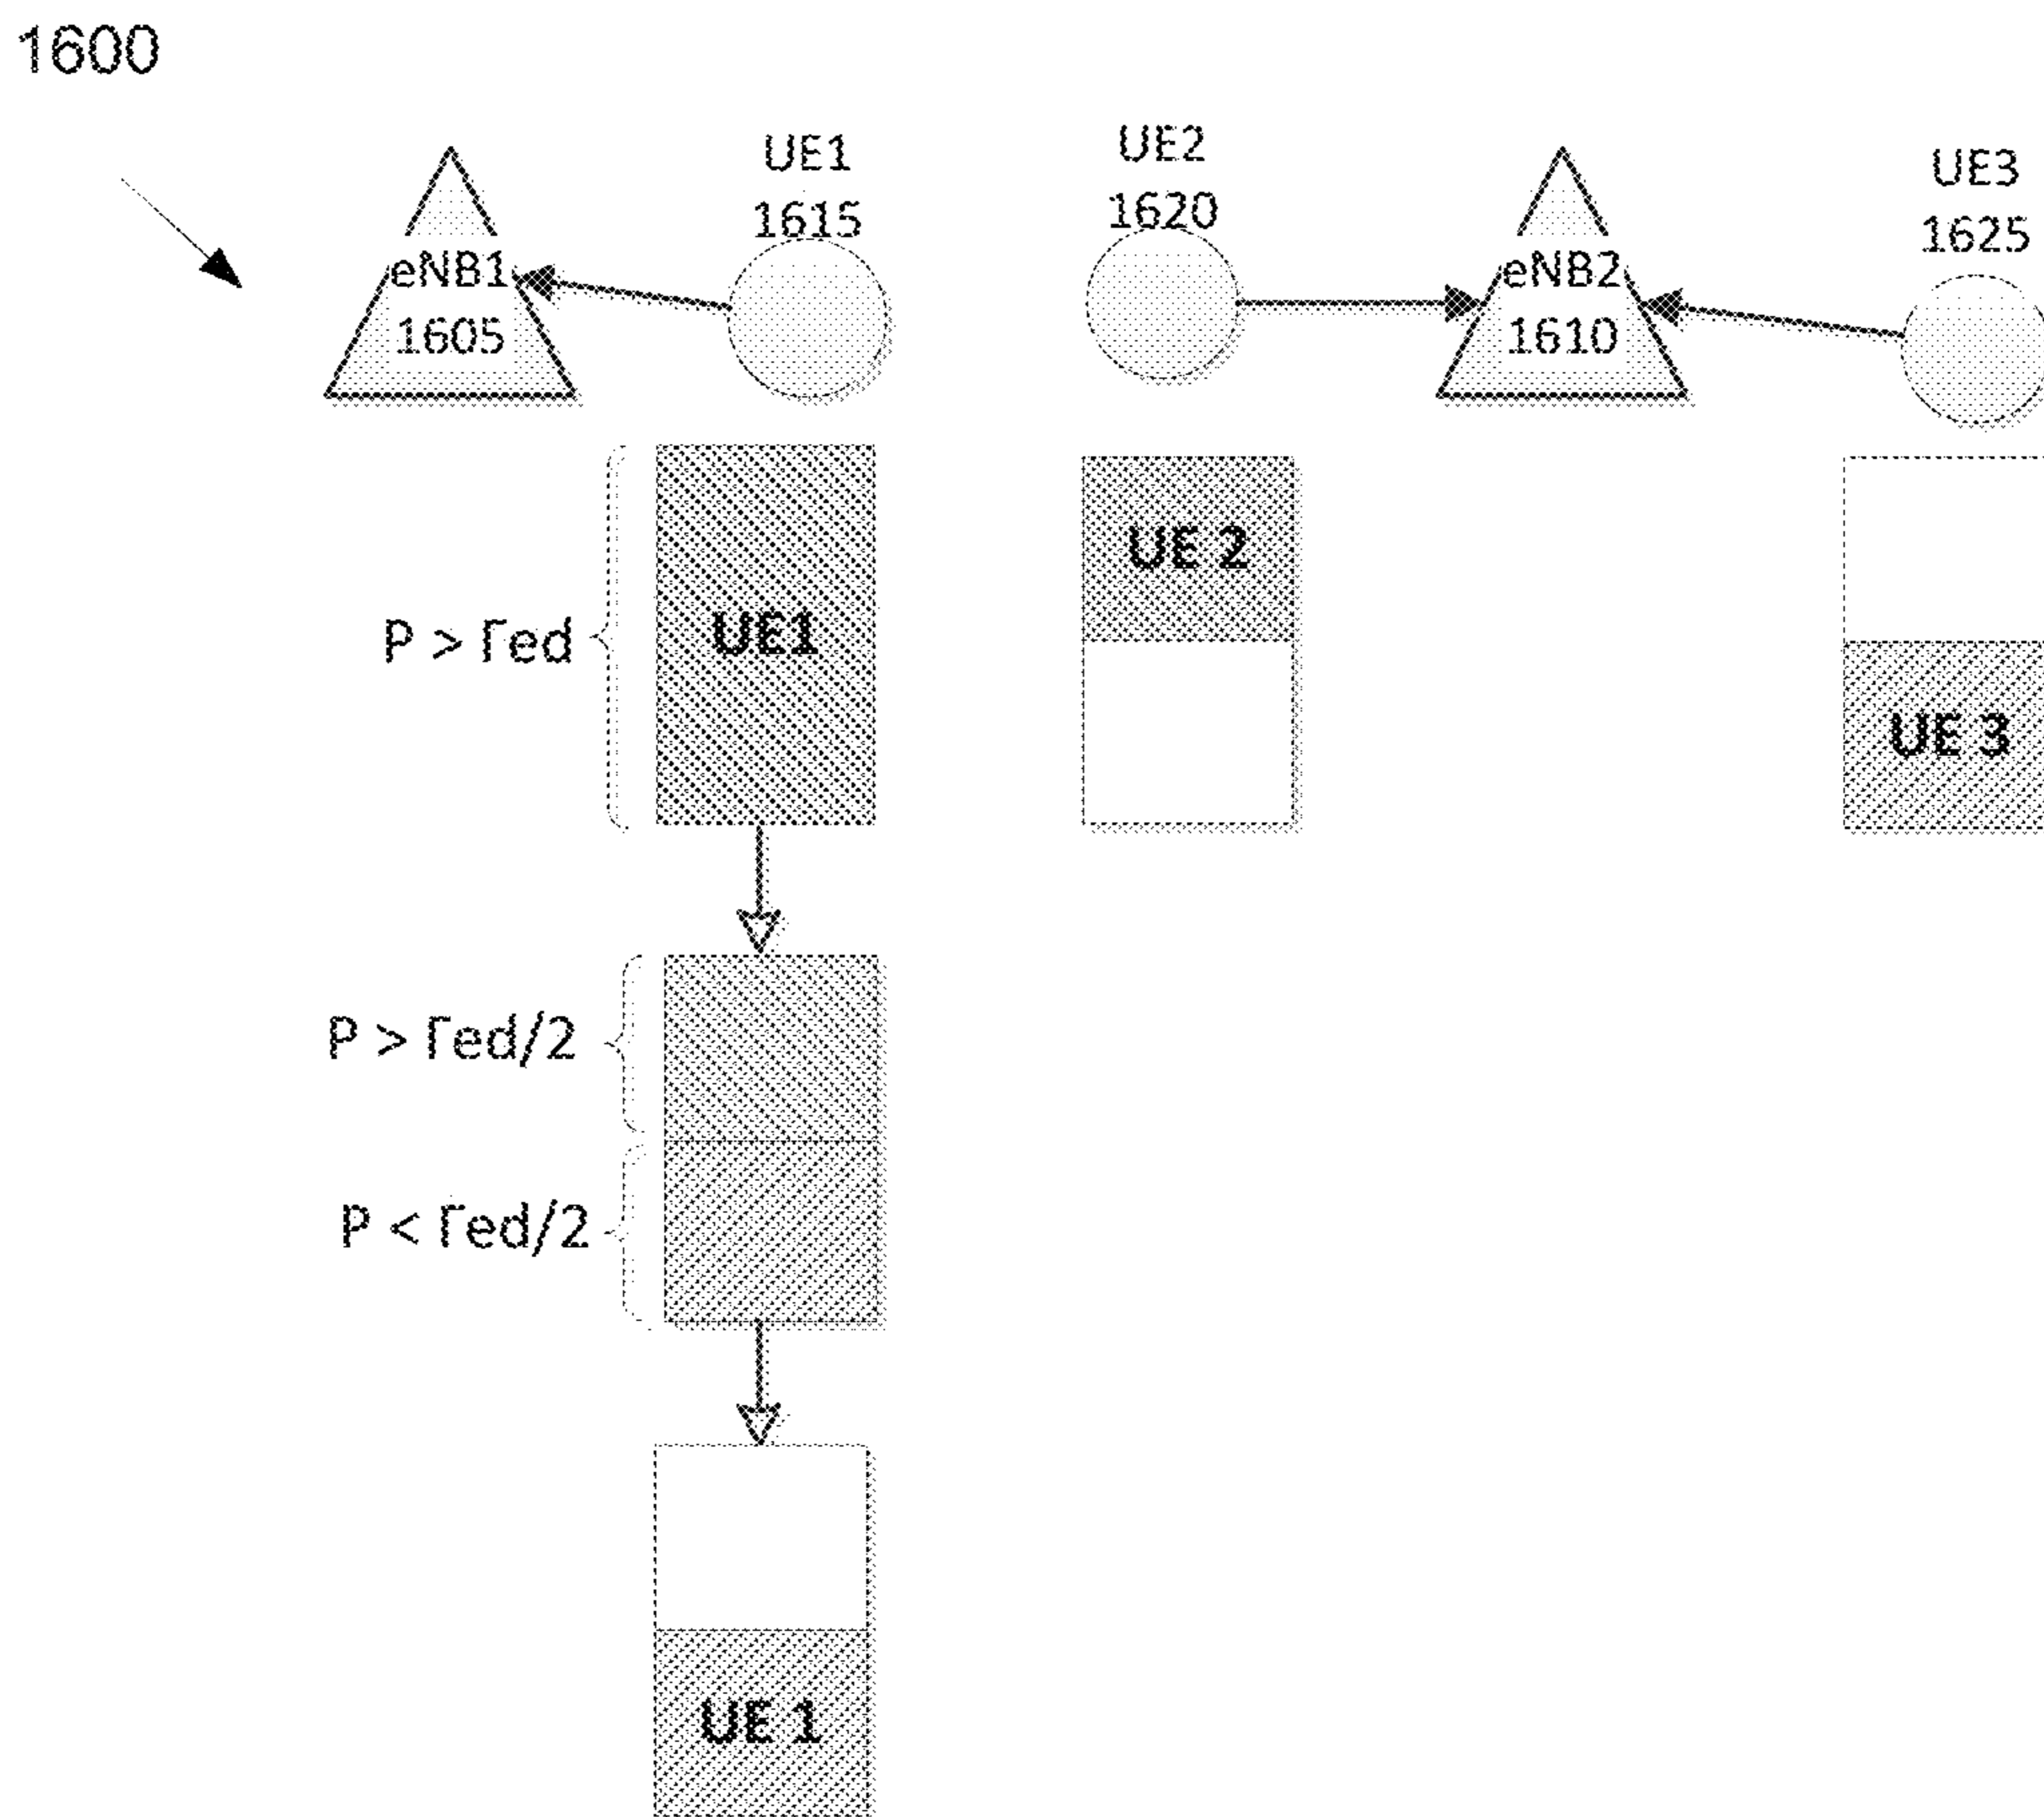 1600
UE1
1615
UE2
1620
UE3
1625
eNB1
1605
eNB2
1610
P > Γed
UE1
UE 2
UE 3
P > Γed/2
P < Γed/2
UE 1